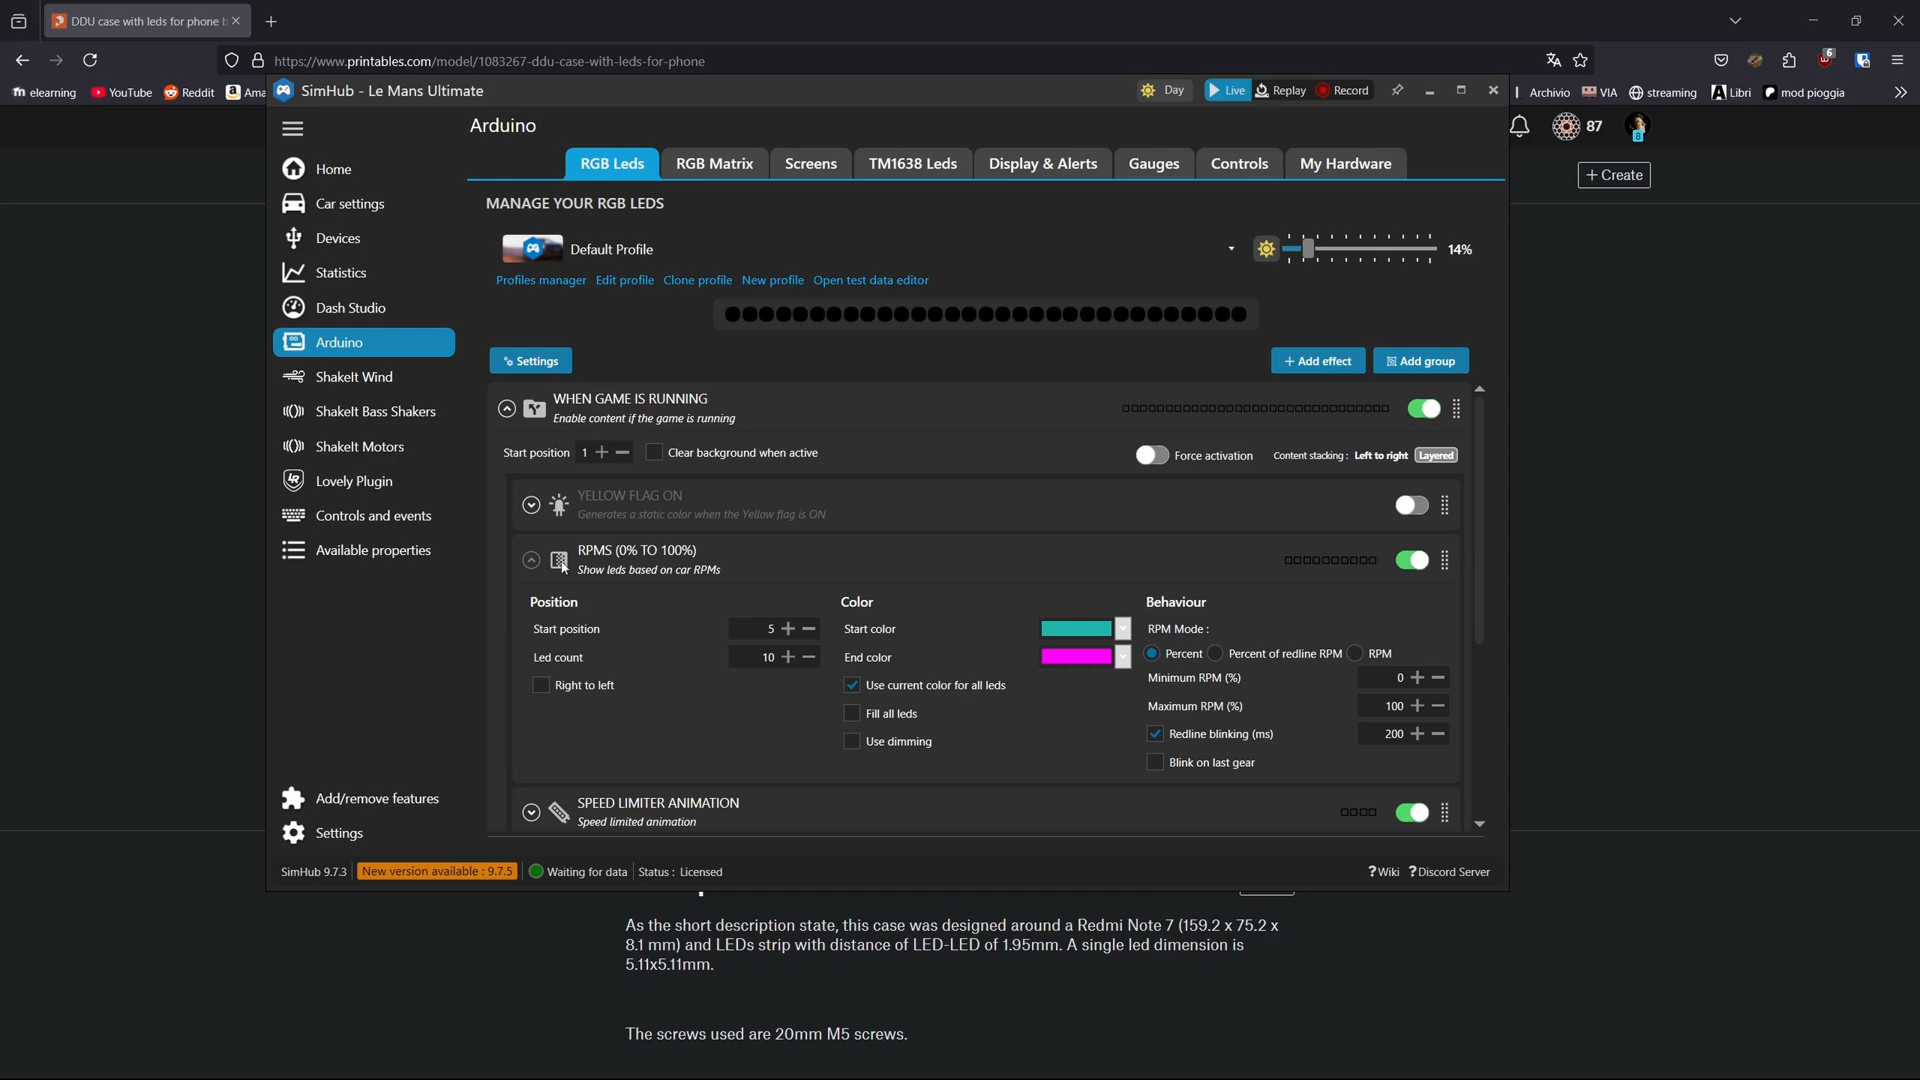 DDU case with leds for phone b
https://www.printables.com/model/1083267-ddu-case-with-leds-for-phone
6
elearning
YouTube
Reddit
Ama
Archivio
VIA
streaming
Libri
mod pioggia
87
8
+ Create
SimHub - Le Mans Ultimate
Day
Live
Replay
Record
Arduino
Home
Car settings
Devices
Statistics
Dash Studio
Arduino
ShakeIt Wind
ShakeIt Bass Shakers
ShakeIt Motors
Lovely Plugin
Controls and events
Available properties
Add/remove features
Settings
RGB Leds
RGB Matrix
Screens
TM1638 Leds
Display & Alerts
Gauges
Controls
My Hardware
MANAGE YOUR RGB LEDS
Default Profile
14%
Profiles manager
Edit profile
Clone profile
New profile
Open test data editor
Settings
+ Add effect
Add group
WHEN GAME IS RUNNING
Enable content if the game is running
Start position 1 + −
Clear background when active
Force activation
Content stacking : Left to right Layered
YELLOW FLAG ON
Generates a static color when the Yellow flag is ON
RPMS (0% TO 100%)
Show leds based on car RPMs
Position
Start position 5 + −
Led count 10 + −
Right to left
Color
Start color
End color
Use current color for all leds
Fill all leds
Use dimming
Behaviour
RPM Mode :
Percent Percent of redline RPM RPM
Minimum RPM (%) 0 + −
Maximum RPM (%) 100 + −
Redline blinking (ms) 200 + −
Blink on last gear
SPEED LIMITER ANIMATION
Speed limited animation
SimHub 9.7.3
New version available : 9.7.5
Waiting for data
Status : Licensed
?Wiki
?Discord Server
As the short description state, this case was designed around a Redmi Note 7 (159.2 x 75.2 x
8.1 mm) and LEDs strip with distance of LED-LED of 1.95mm. A single led dimension is
5.11x5.11mm.
The screws used are 20mm M5 screws.